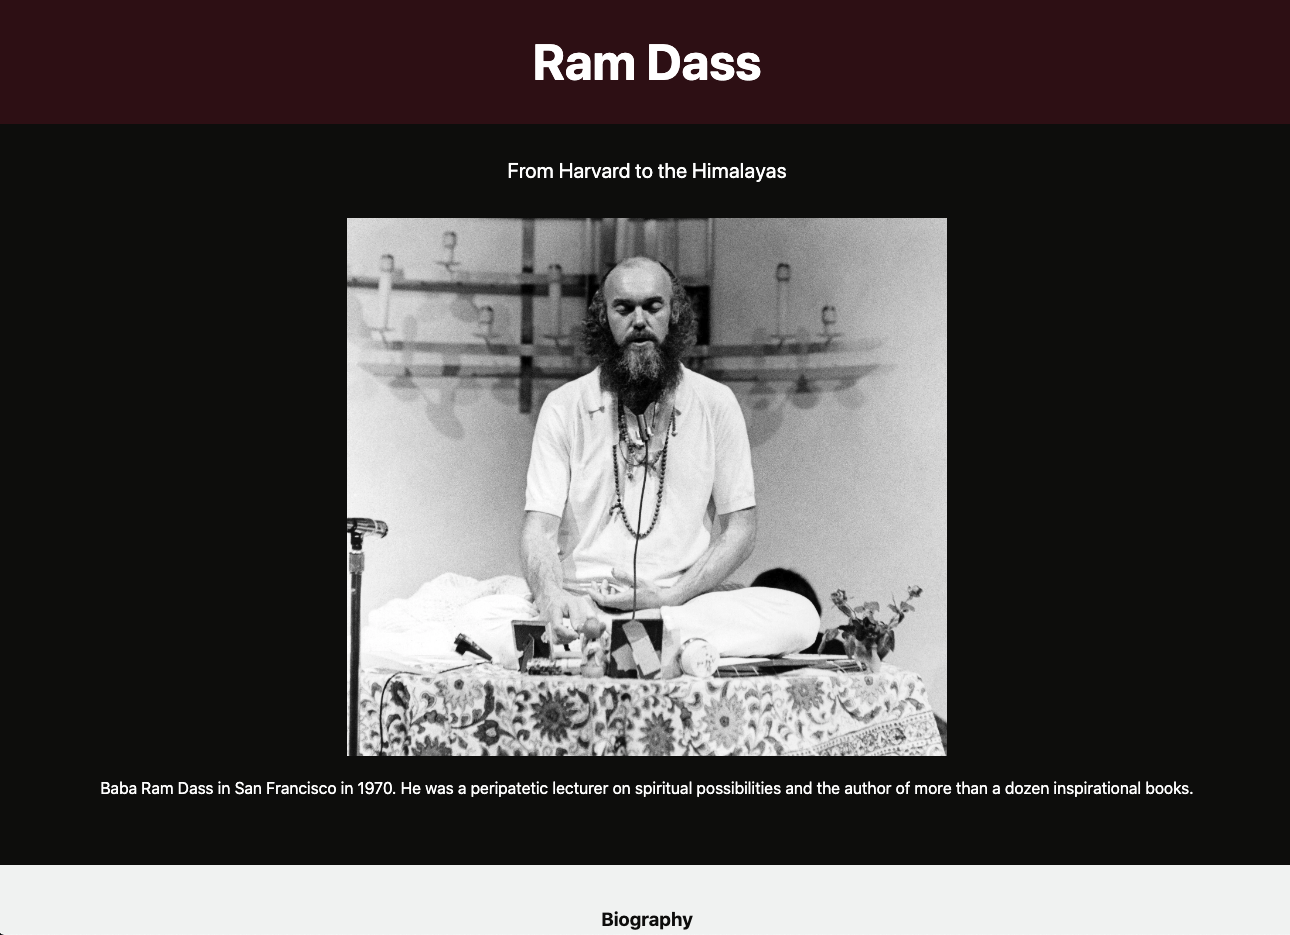 Ram Dass
From Harvard to the Himalayas
Baba Ram Dass in San Francisco in 1970. He was a peripatetic lecturer on spiritual possibilities and the author of more than a dozen inspirational books.
Biography